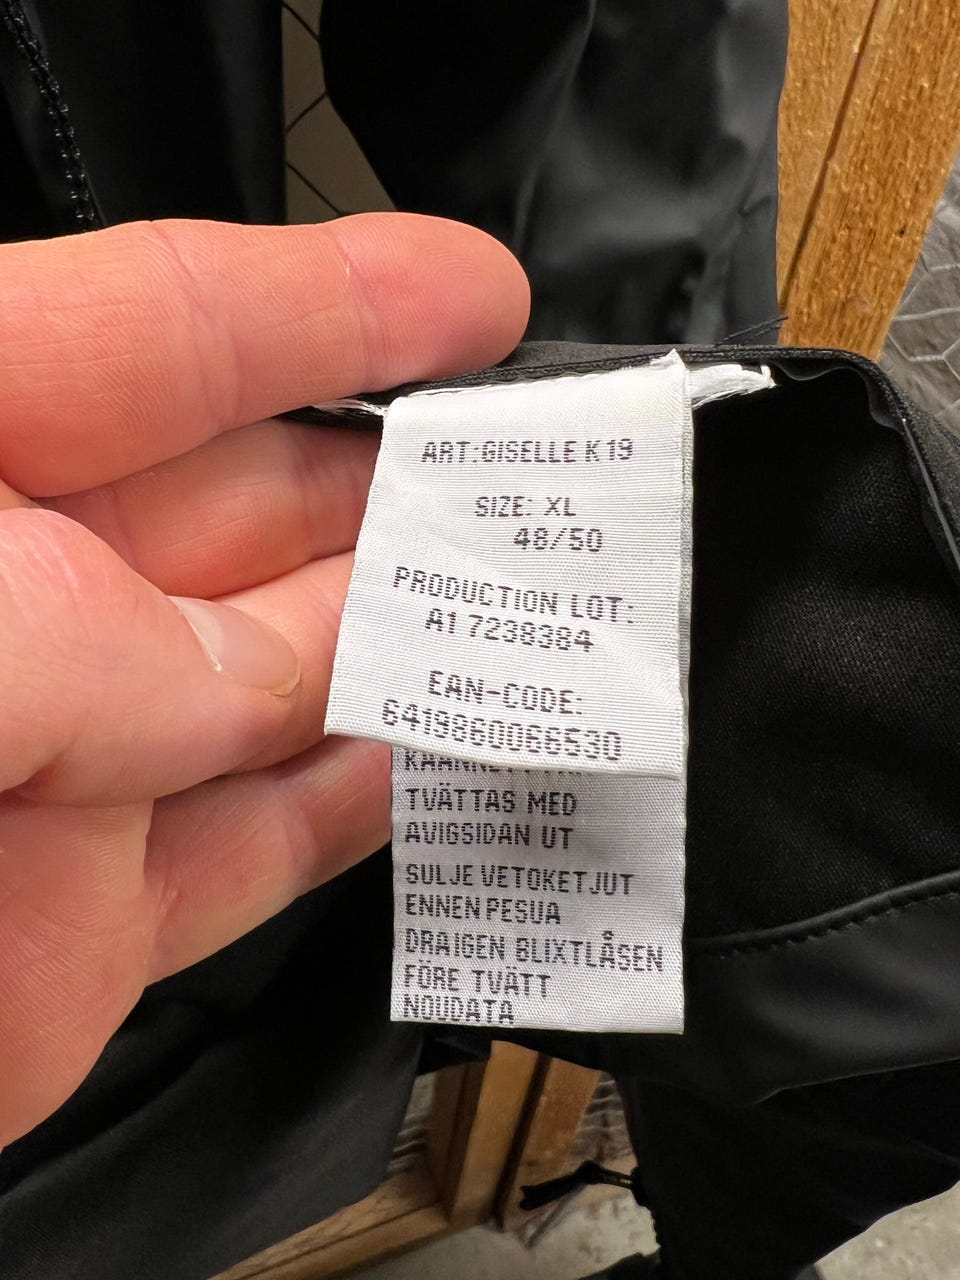 ART:GISELLE K19
SIZE: XL
48/50
PRODUCTION LOT:
A1 7238384
EAN-CODE:
6419860066530
TVÄTTAS MED
AVIGSIDAN UT
SULJE VETOKETJUT
ENNEN PESUA
DRAIGEN BLIXTLÅSEN
FÖRE TVÄTT
NOUDATA